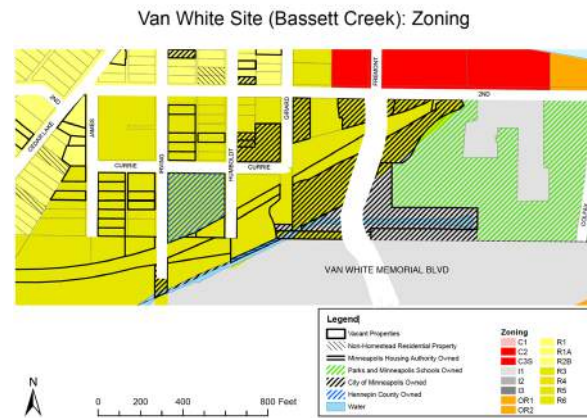 Van White Site (Bassett Creek): Zoning
2ND
CEDAR LAKE
JAMES
IRVING
HUMBOLDT
GIRARD
FREMONT
2ND
CURRIE
CURRIE
COLFAX
VAN WHITE MEMORIAL BLVD
Legend
Vacant Properties
Non-Homestead Residential Property
Minneapolis Housing Authority Owned
Parks and Minneapolis Schools Owned
City of Minneapolis Owned
Hennepin County Owned
Water
Zoning
C1
C2
C3S
I1
I2
I3
OR1
OR2
R1
R1A
R2B
R3
R4
R5
R6
N
0 200 400 800 Feet